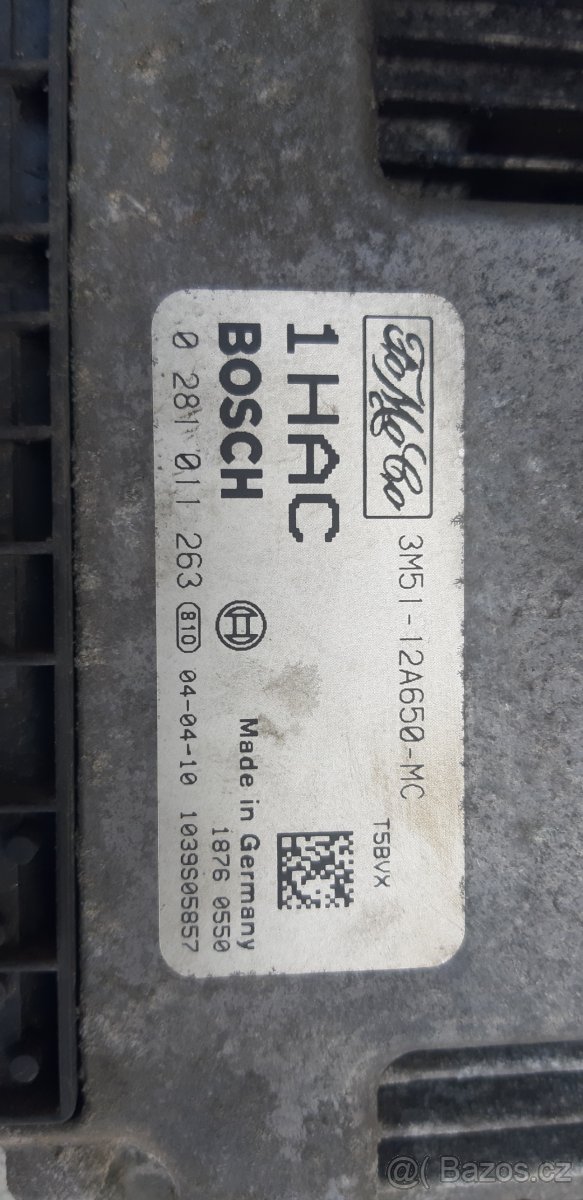 FoMoCo 3M51-12A650-MC
T5BVX
1HAC
BOSCH Made in Germany
1876 0550
0 281 011 263 810 04-04-10 1039S05857
@( Bazos.cz